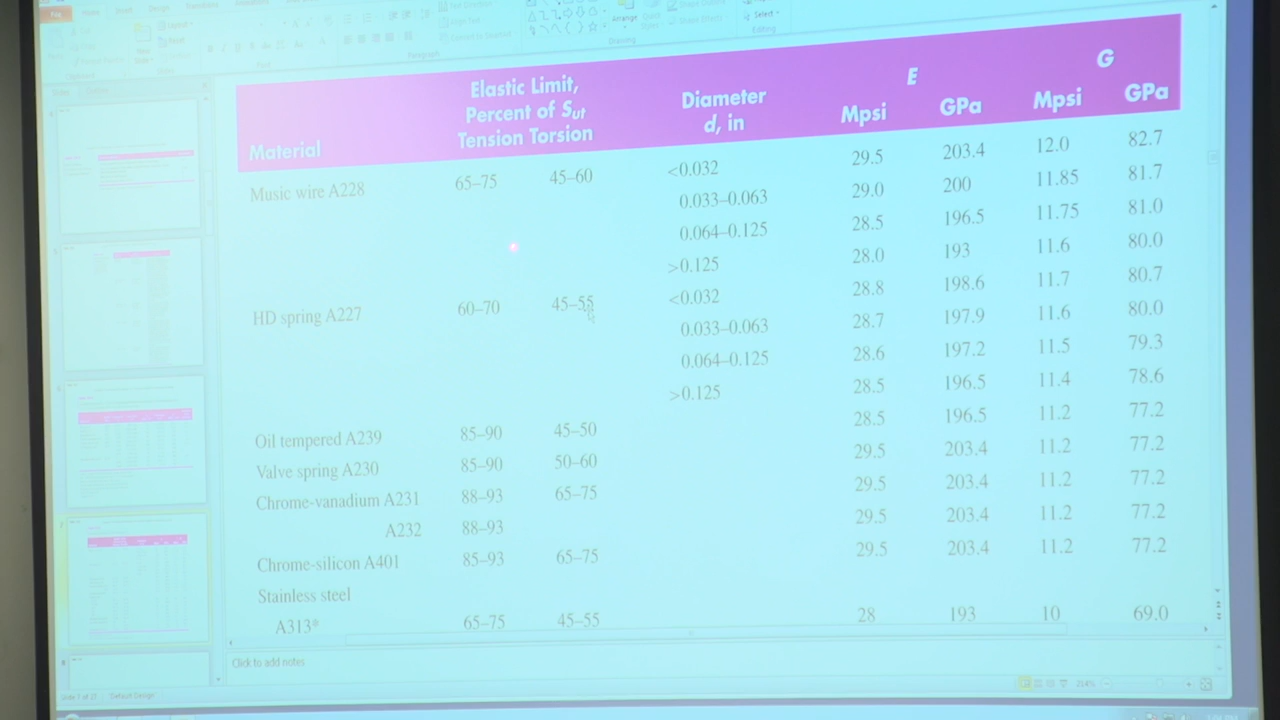 Elastic Limit, E G
Percent of Sut Diameter
Material Tension Torsion d, in Mpsi GPa Mpsi GPa
Music wire A228 65–75 45–60 <0.032 29.5 203.4 12.0 82.7
0.033–0.063 29.0 200 11.85 81.7
0.064–0.125 28.5 196.5 11.75 81.0
>0.125 28.0 193 11.6 80.0
HD spring A227 60–70 45–55 <0.032 28.8 198.6 11.7 80.7
0.033–0.063 28.7 197.9 11.6 80.0
0.064–0.125 28.6 197.2 11.5 79.3
>0.125 28.5 196.5 11.4 78.6
Oil tempered A239 85–90 45–50 28.5 196.5 11.2 77.2
Valve spring A230 85–90 50–60 29.5 203.4 11.2 77.2
Chrome-vanadium A231 88–93 65–75 29.5 203.4 11.2 77.2
A232 88–93 29.5 203.4 11.2 77.2
Chrome-silicon A401 85–93 65–75 29.5 203.4 11.2 77.2
Stainless steel
A313* 65–75 45–55 28 193 10 69.0
Click to add notes
Slide 7 of 21 Default Design 214%